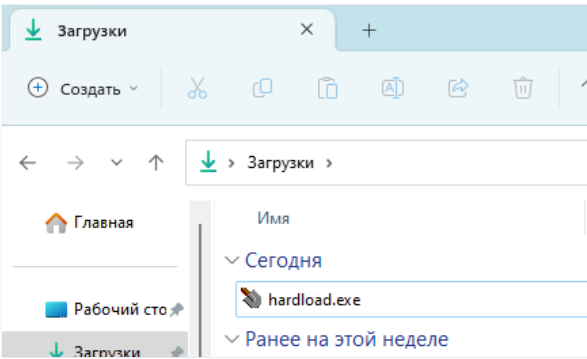 Загрузки
Создать
Загрузки
Главная
Имя
Сегодня
Рабочий сто
hardload.exe
Ранее на этой неделе
Загрузки